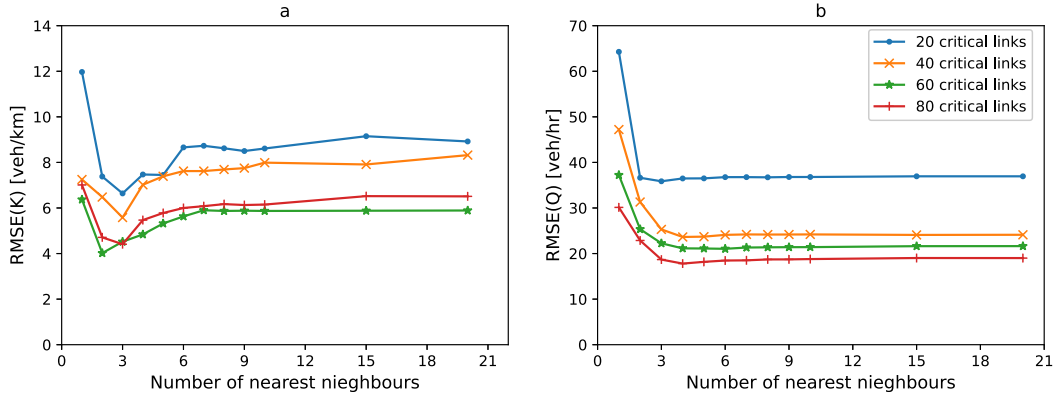 a
RMSE(K) [veh/km]
14
12
10
8
6
4
2
0
0 3 6 9 12 15 18 21
Number of nearest nieghbours
b
RMSE(Q) [veh/hr]
70
60
50
40
30
20
10
0
0 3 6 9 12 15 18 21
Number of nearest nieghbours
20 critical links
40 critical links
60 critical links
80 critical links